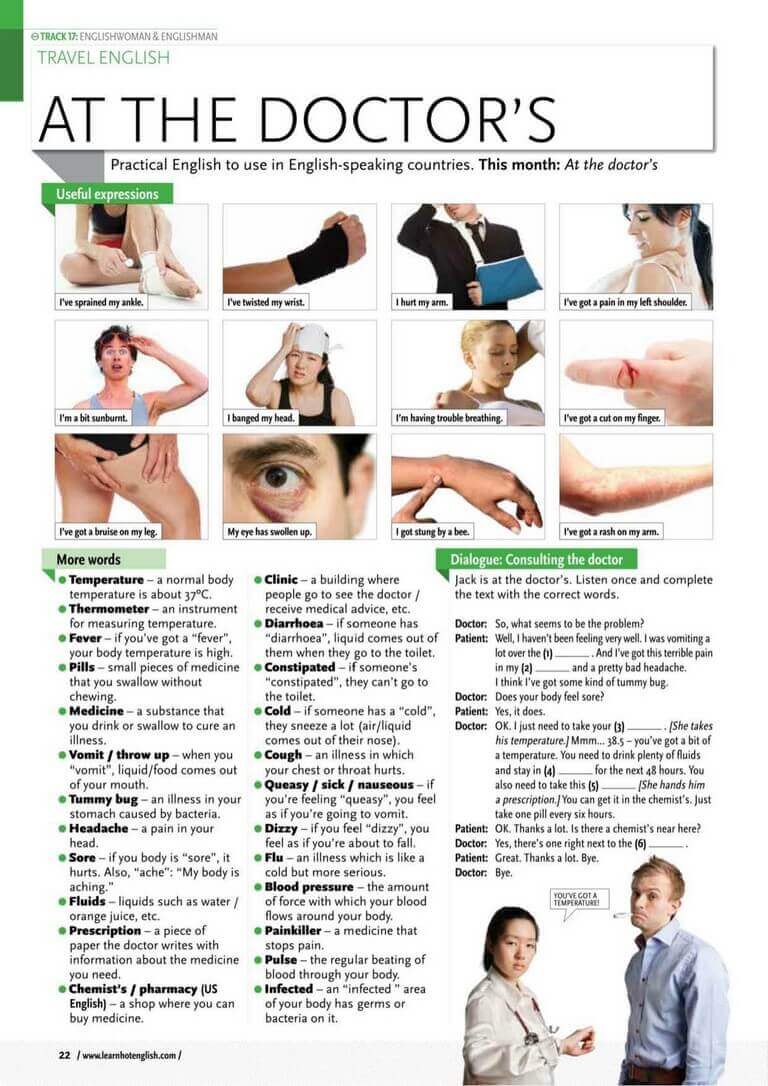 TRACK 17: ENGLISHWOMAN & ENGLISHMAN
TRAVEL ENGLISH
AT THE DOCTOR'S
Practical English to use in English-speaking countries. This month: At the doctor's
Useful expressions
I've sprained my ankle.
I've twisted my wrist.
I hurt my arm.
I've got a pain in my left shoulder.
I'm a bit sunburnt.
I banged my head.
I'm having trouble breathing.
I've got a cut on my finger.
I've got a bruise on my leg.
My eye has swollen up.
I got stung by a bee.
I've got a rash on my arm.
More words
● Temperature – a normal body
temperature is about 37ºC.
● Thermometer – an instrument
for measuring temperature.
● Fever – if you've got a "fever",
your body temperature is high.
● Pills – small pieces of medicine
that you swallow without
chewing.
● Medicine – a substance that
you drink or swallow to cure an
illness.
● Vomit / throw up – when you
"vomit", liquid/food comes out
of your mouth.
● Tummy bug – an illness in your
stomach caused by bacteria.
● Headache – a pain in your
head.
● Sore – if you body is "sore", it
hurts. Also, "ache": "My body is
aching."
● Fluids – liquids such as water /
orange juice, etc.
● Prescription – a piece of
paper the doctor writes with
information about the medicine
you need.
● Chemist's / pharmacy (US
English) – a shop where you can
buy medicine.
● Clinic – a building where
people go to see the doctor /
receive medical advice, etc.
● Diarrhoea – if someone has
"diarrhoea", liquid comes out of
them when they go to the toilet.
● Constipated – if someone's
"constipated", they can't go to
the toilet.
● Cold – if someone has a "cold",
they sneeze a lot (air/liquid
comes out of their nose).
● Cough – an illness in which
your chest or throat hurts.
● Queasy / sick / nauseous – if
you're feeling "queasy", you feel
as if you're going to vomit.
● Dizzy – if you feel "dizzy", you
feel as if you're about to fall.
● Flu – an illness which is like a
cold but more serious.
● Blood pressure – the amount
of force with which your blood
flows around your body.
● Painkiller – a medicine that
stops pain.
● Pulse – the regular beating of
blood through your body.
● Infected – an "infected " area
of your body has germs or
bacteria on it.
Dialogue: Consulting the doctor
Jack is at the doctor's. Listen once and complete
the text with the correct words.
Doctor: So, what seems to be the problem?
Patient: Well, I haven't been feeling very well. I was vomiting a
lot over the (1) ________ . And I've got this terrible pain
in my (2) ________ and a pretty bad headache.
I think I've got some kind of tummy bug.
Doctor: Does your body feel sore?
Patient: Yes, it does.
Doctor: OK. I just need to take your (3) ________ . [She takes
his temperature.] Mmm... 38.5 – you've got a bit of
a temperature. You need to drink plenty of fluids
and stay in (4) ________ for the next 48 hours. You
also need to take this (5) ________ [She hands him
a prescription.] You can get it in the chemist's. Just
take one pill every six hours.
Patient: OK. Thanks a lot. Is there a chemist's near here?
Doctor: Yes, there's one right next to the (6) ________ .
Patient: Great. Thanks a lot. Bye.
Doctor: Bye.
YOU'VE GOT A
TEMPERATURE!
22 / www.learnhotenglish.com /